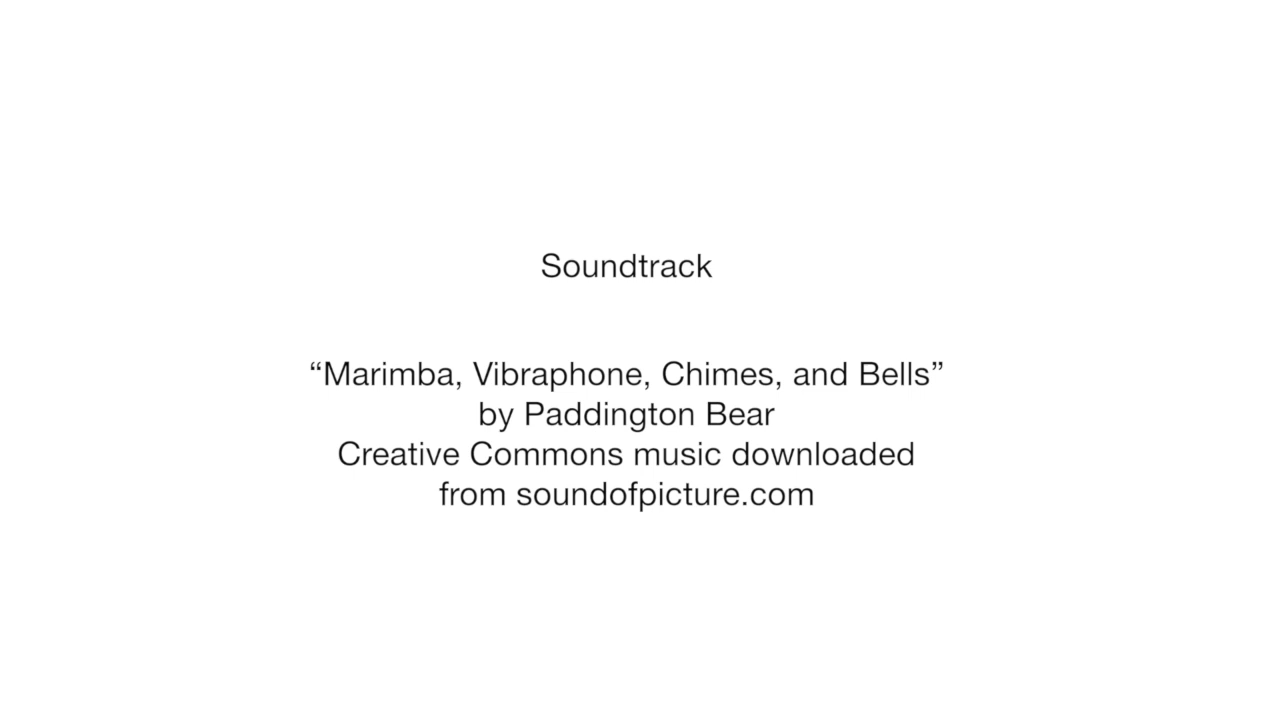 Soundtrack
“Marimba, Vibraphone, Chimes, and Bells”
by Paddington Bear
Creative Commons music downloaded
from soundofpicture.com